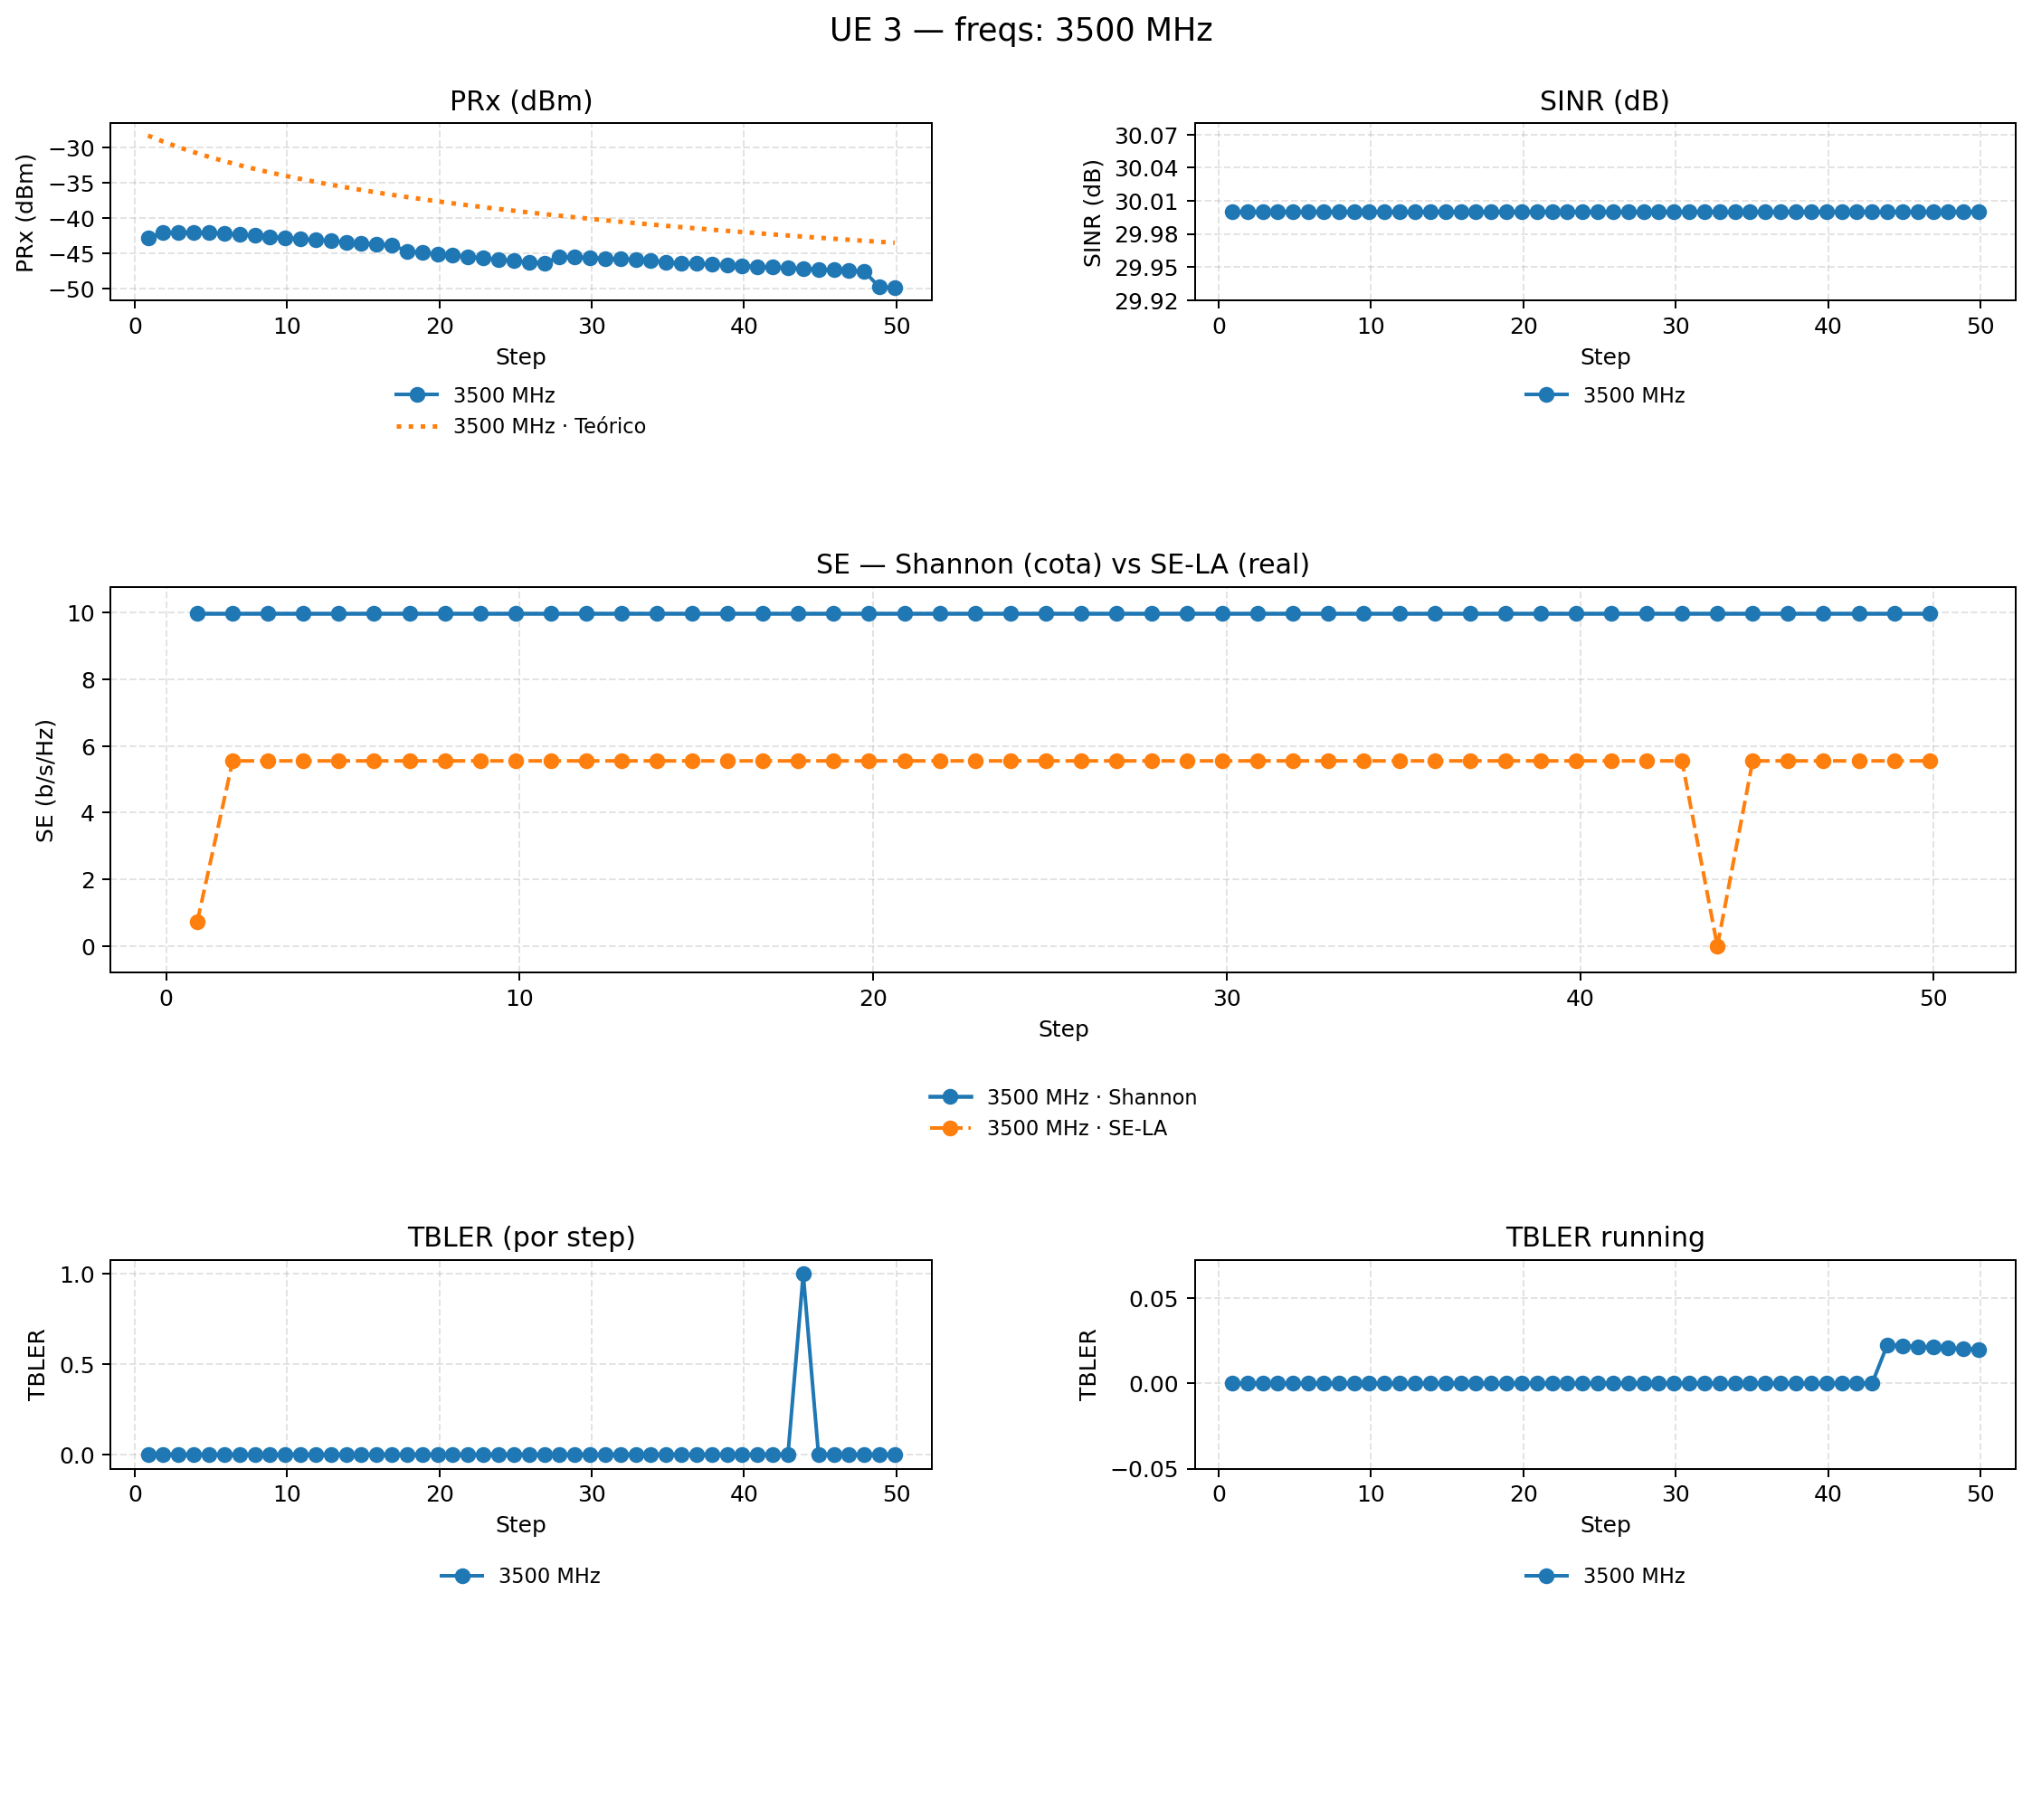 UE 3 — freqs: 3500 MHz
PRx (dBm)
PRx (dBm)
−30
−35
−40
−45
−50
0 10 20 30 40 50
Step
3500 MHz
3500 MHz · Teórico
SINR (dB)
SINR (dB)
30.07
30.04
30.01
29.98
29.95
29.92
0 10 20 30 40 50
Step
3500 MHz
SE — Shannon (cota) vs SE-LA (real)
SE (b/s/Hz)
10
8
6
4
2
0
0 10 20 30 40 50
Step
3500 MHz · Shannon
3500 MHz · SE-LA
TBLER (por step)
TBLER
1.0
0.5
0.0
0 10 20 30 40 50
Step
3500 MHz
TBLER running
TBLER
0.05
0.00
−0.05
0 10 20 30 40 50
Step
3500 MHz